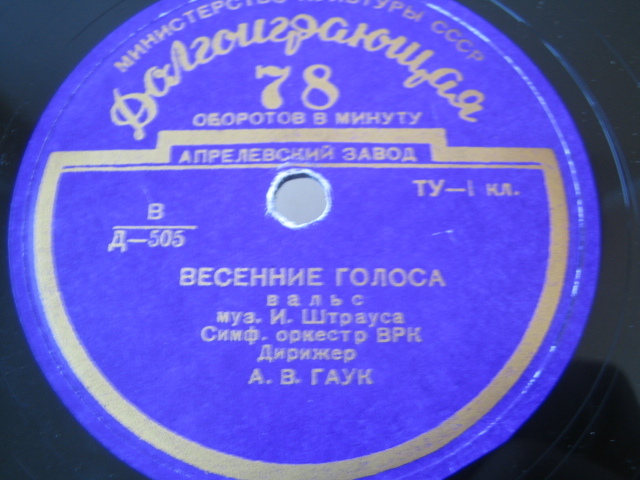 МИНИСТЕРСТВО КУЛЬТУРЫ СССР
Долгоиграющая
78
ОБОРОТОВ В МИНУТУ
АПРЕЛЕВСКИЙ ЗАВОД
ТУ—I кл.
В
Д—505
ВЕСЕННИЕ ГОЛОСА
вальс
муз. И. Штрауса
Симф. оркестр ВРК
Дирижер
А. В. ГАУК